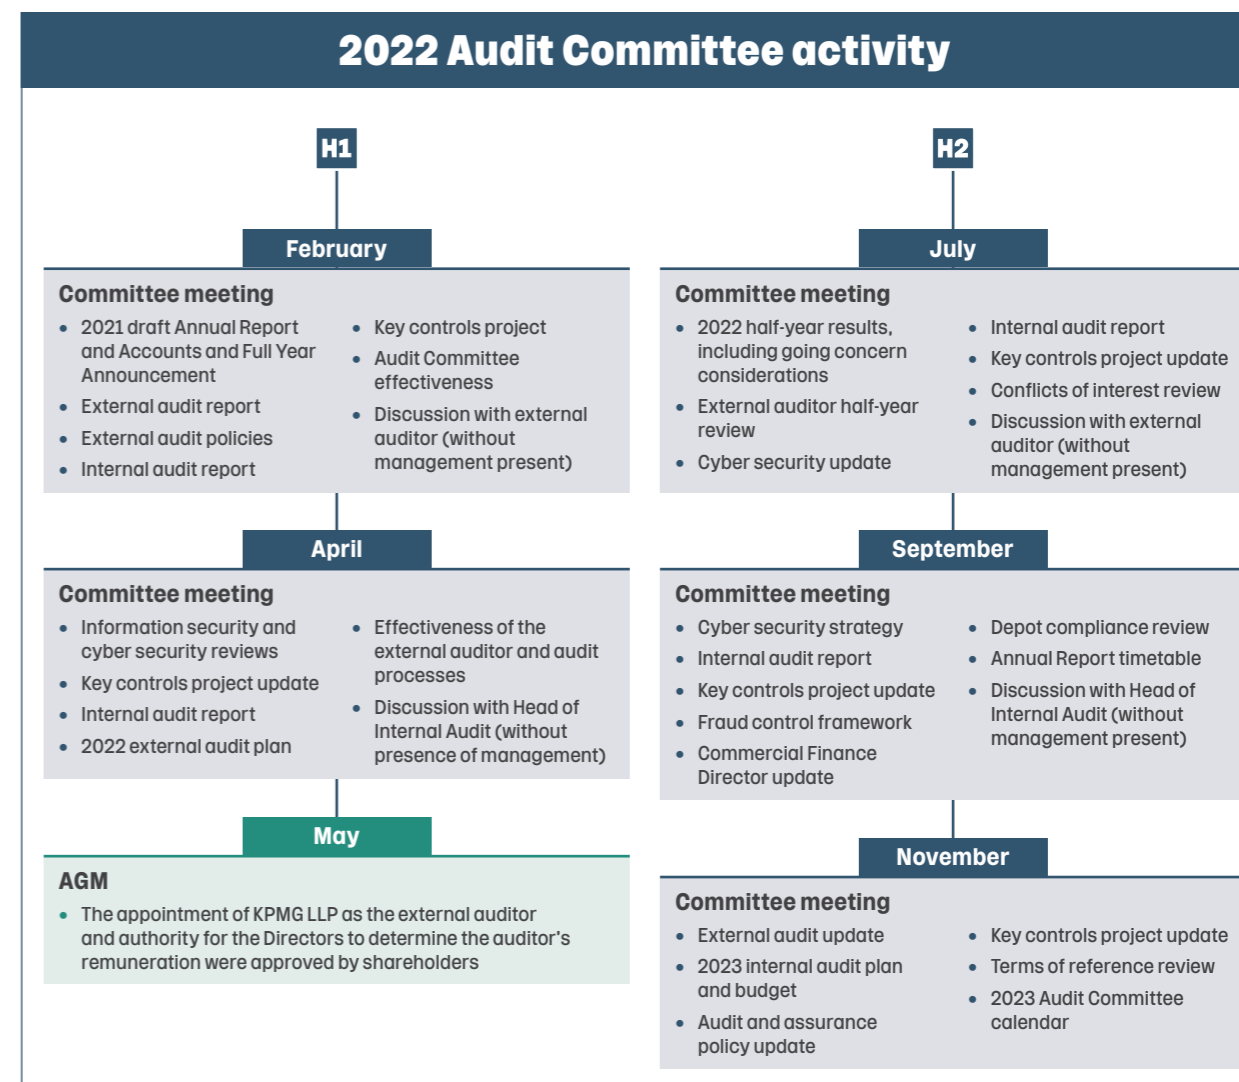 2022 Audit Committee activity
H1
February
Committee meeting
• 2021 draft Annual Report
and Accounts and Full Year
Announcement
• External audit report
• External audit policies
• Internal audit report
• Key controls project
• Audit Committee
effectiveness
• Discussion with external
auditor (without
management present)
April
Committee meeting
• Information security and
cyber security reviews
• Key controls project update
• Internal audit report
• 2022 external audit plan
• Effectiveness of the
external auditor and audit
processes
• Discussion with Head of
Internal Audit (without
presence of management)
May
AGM
• The appointment of KPMG LLP as the external auditor
and authority for the Directors to determine the auditor's
remuneration were approved by shareholders
H2
July
Committee meeting
• 2022 half-year results,
including going concern
considerations
• External auditor half-year
review
• Cyber security update
• Internal audit report
• Key controls project update
• Conflicts of interest review
• Discussion with external
auditor (without
management present)
September
Committee meeting
• Cyber security strategy
• Internal audit report
• Key controls project update
• Fraud control framework
• Commercial Finance
Director update
• Depot compliance review
• Annual Report timetable
• Discussion with Head of
Internal Audit (without
management present)
November
Committee meeting
• External audit update
• 2023 internal audit plan
and budget
• Audit and assurance
policy update
• Key controls project update
• Terms of reference review
• 2023 Audit Committee
calendar